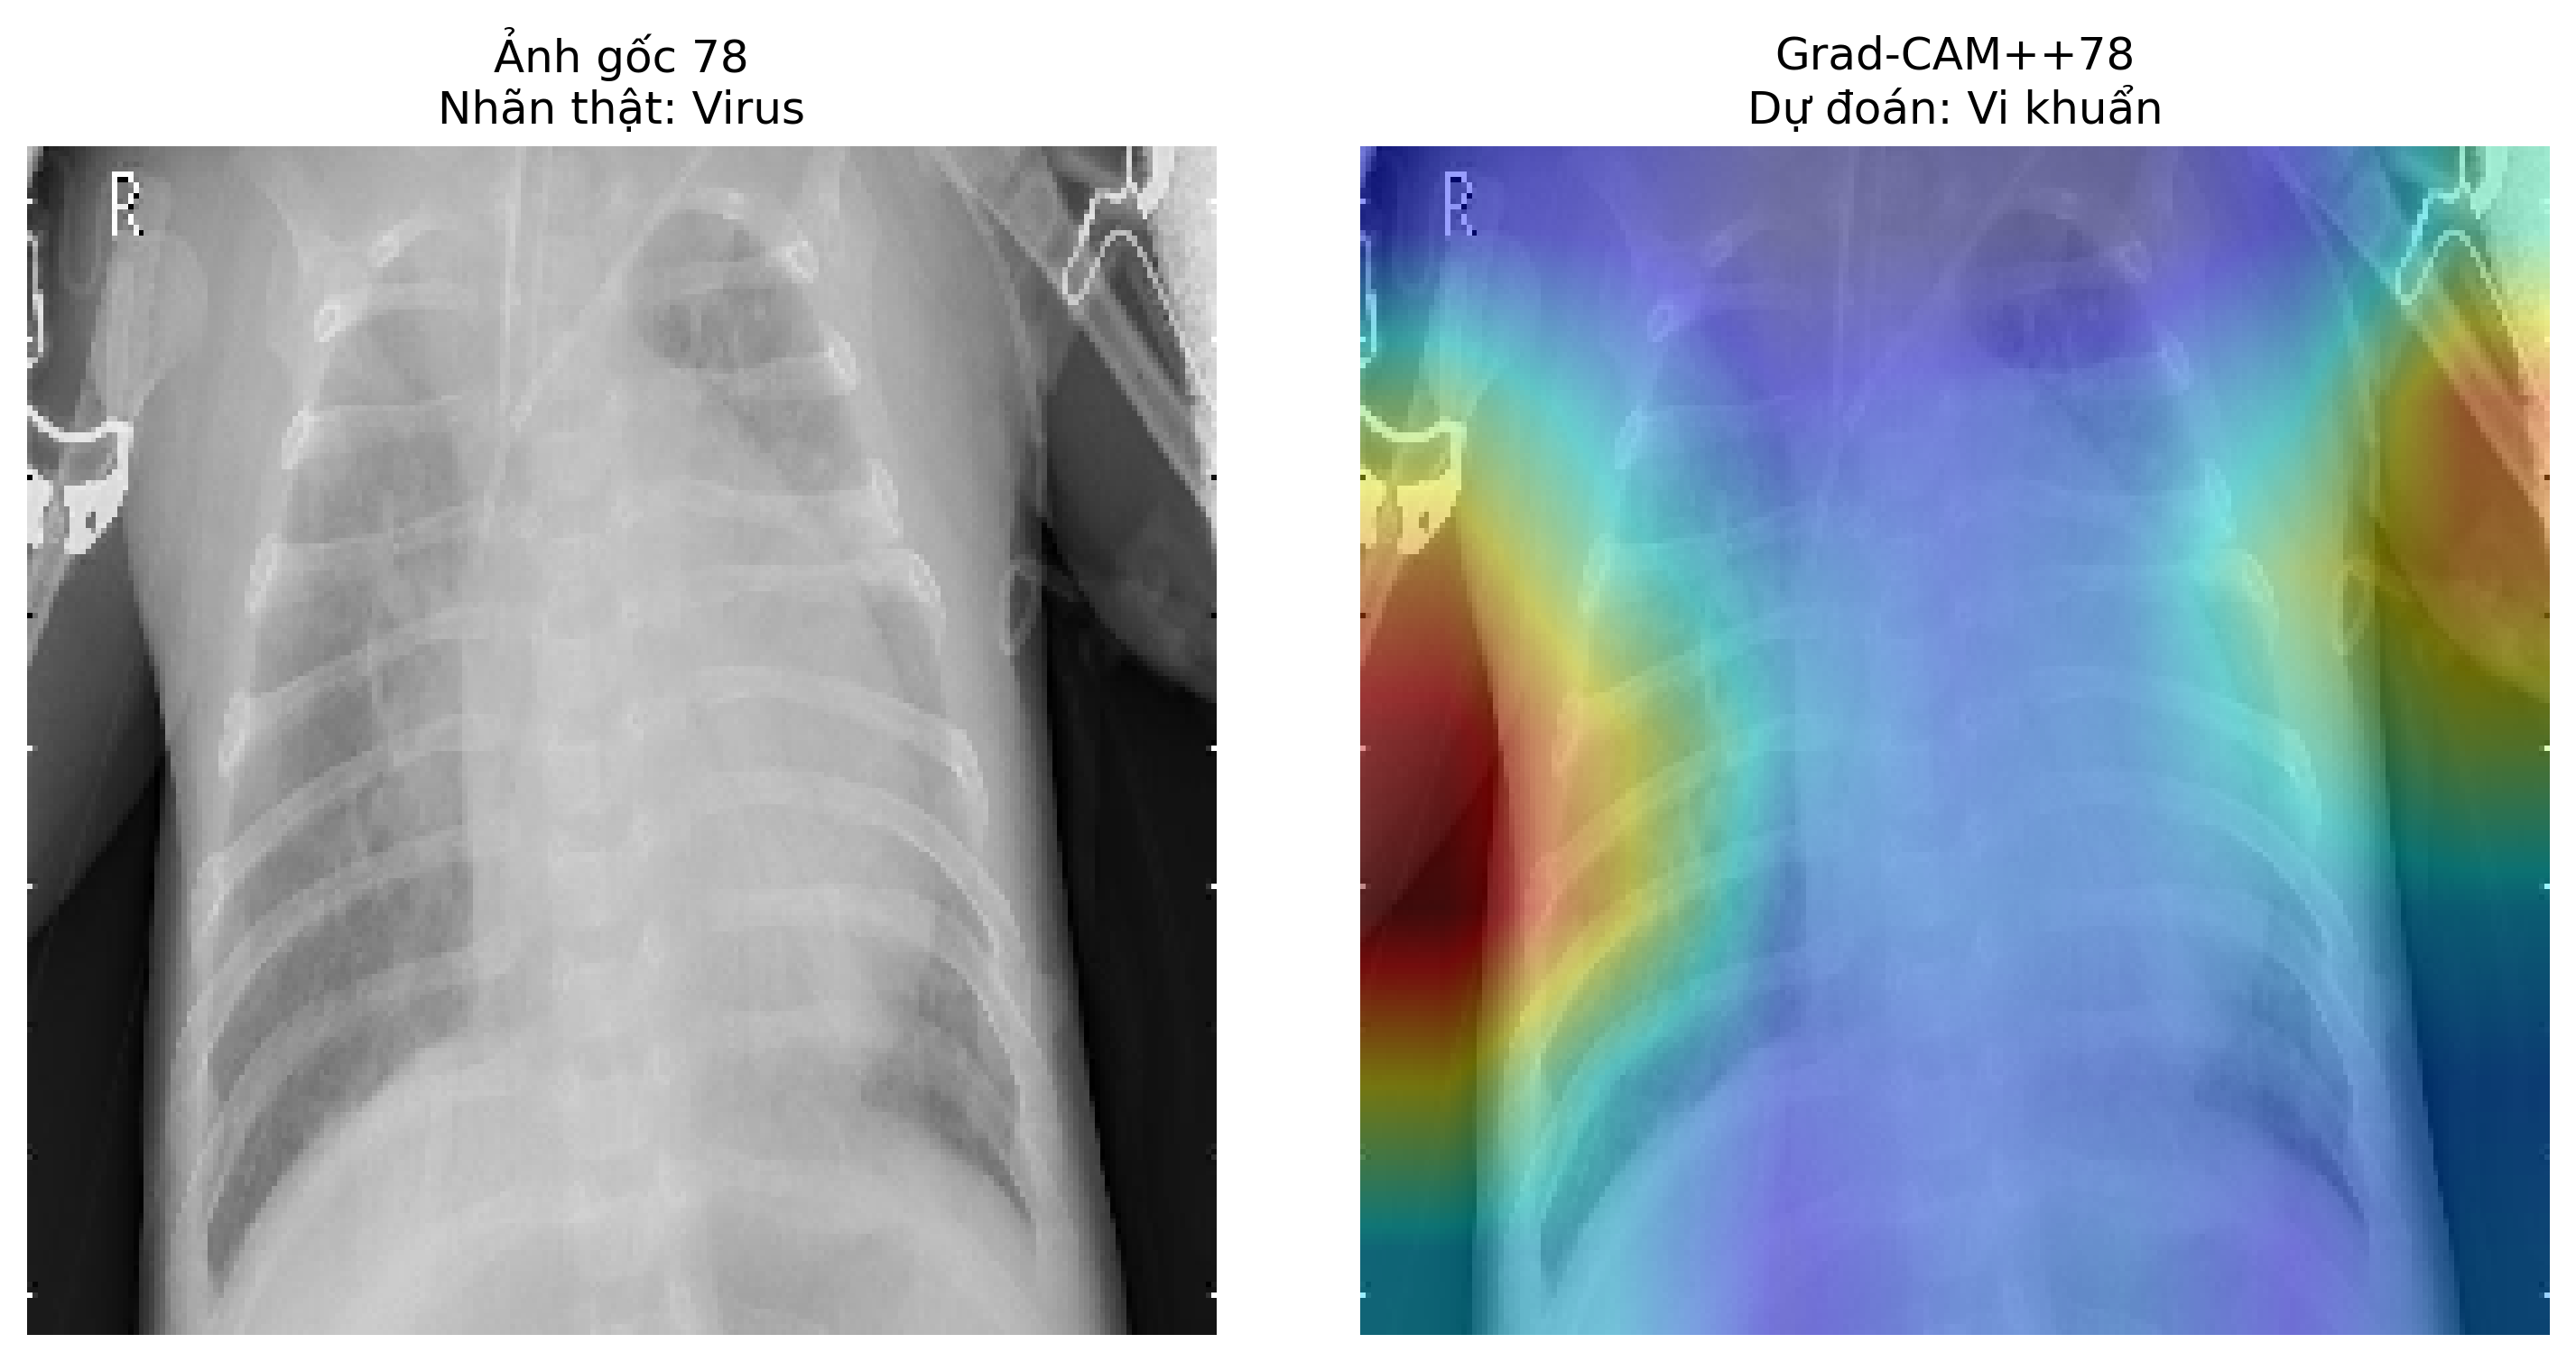 Ảnh gốc 78
Nhãn thật: Virus
R
Grad-CAM++78
Dự đoán: Vi khuẩn
R